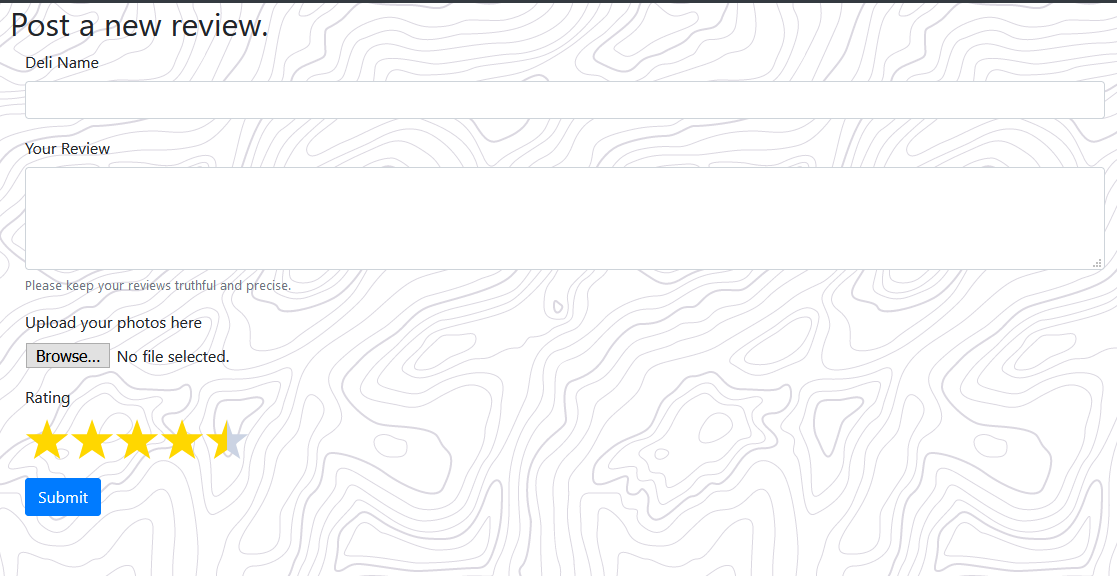 Post a new review.
Deli Name
Your Review
Please keep your reviews truthful and precise.
Upload your photos here
Browse... No file selected.
Rating
Submit